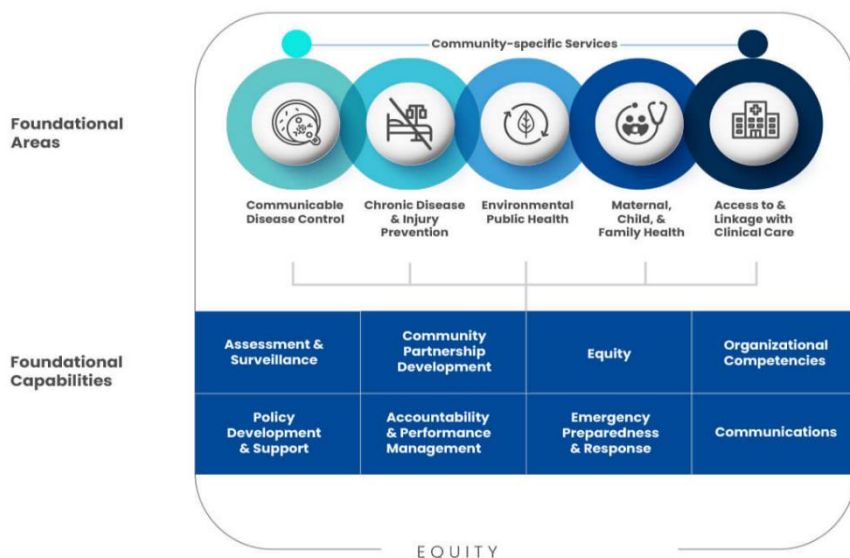 Community-specific Services
Foundational
Areas
Communicable
Disease Control
Chronic Disease
& Injury
Prevention
Environmental
Public Health
Maternal,
Child, &
Family Health
Access to &
Linkage with
Clinical Care
Foundational
Capabilities
Assessment &
Surveillance
Community
Partnership
Development
Equity
Organizational
Competencies
Policy
Development
& Support
Accountability
& Performance
Management
Emergency
Preparedness
& Response
Communications
EQUITY